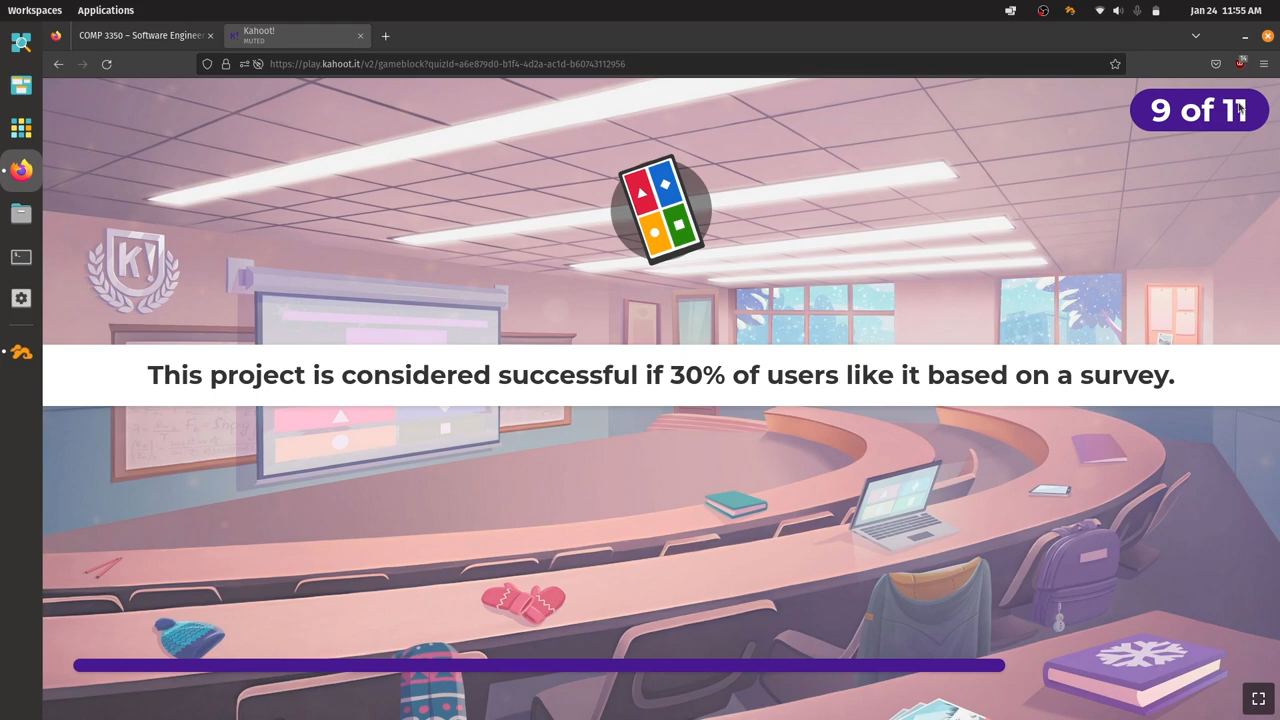 Workspaces Applications Jan 24 11:55 AM
COMP 3350 – Software Engineer Kahoot!
MUTED
https://play.kahoot.it/v2/gameblock?quizId=a6e879d0-b1f4-4d2a-ac1d-b60743112956
9 of 11
K!
This project is considered successful if 30% of users like it based on a survey.